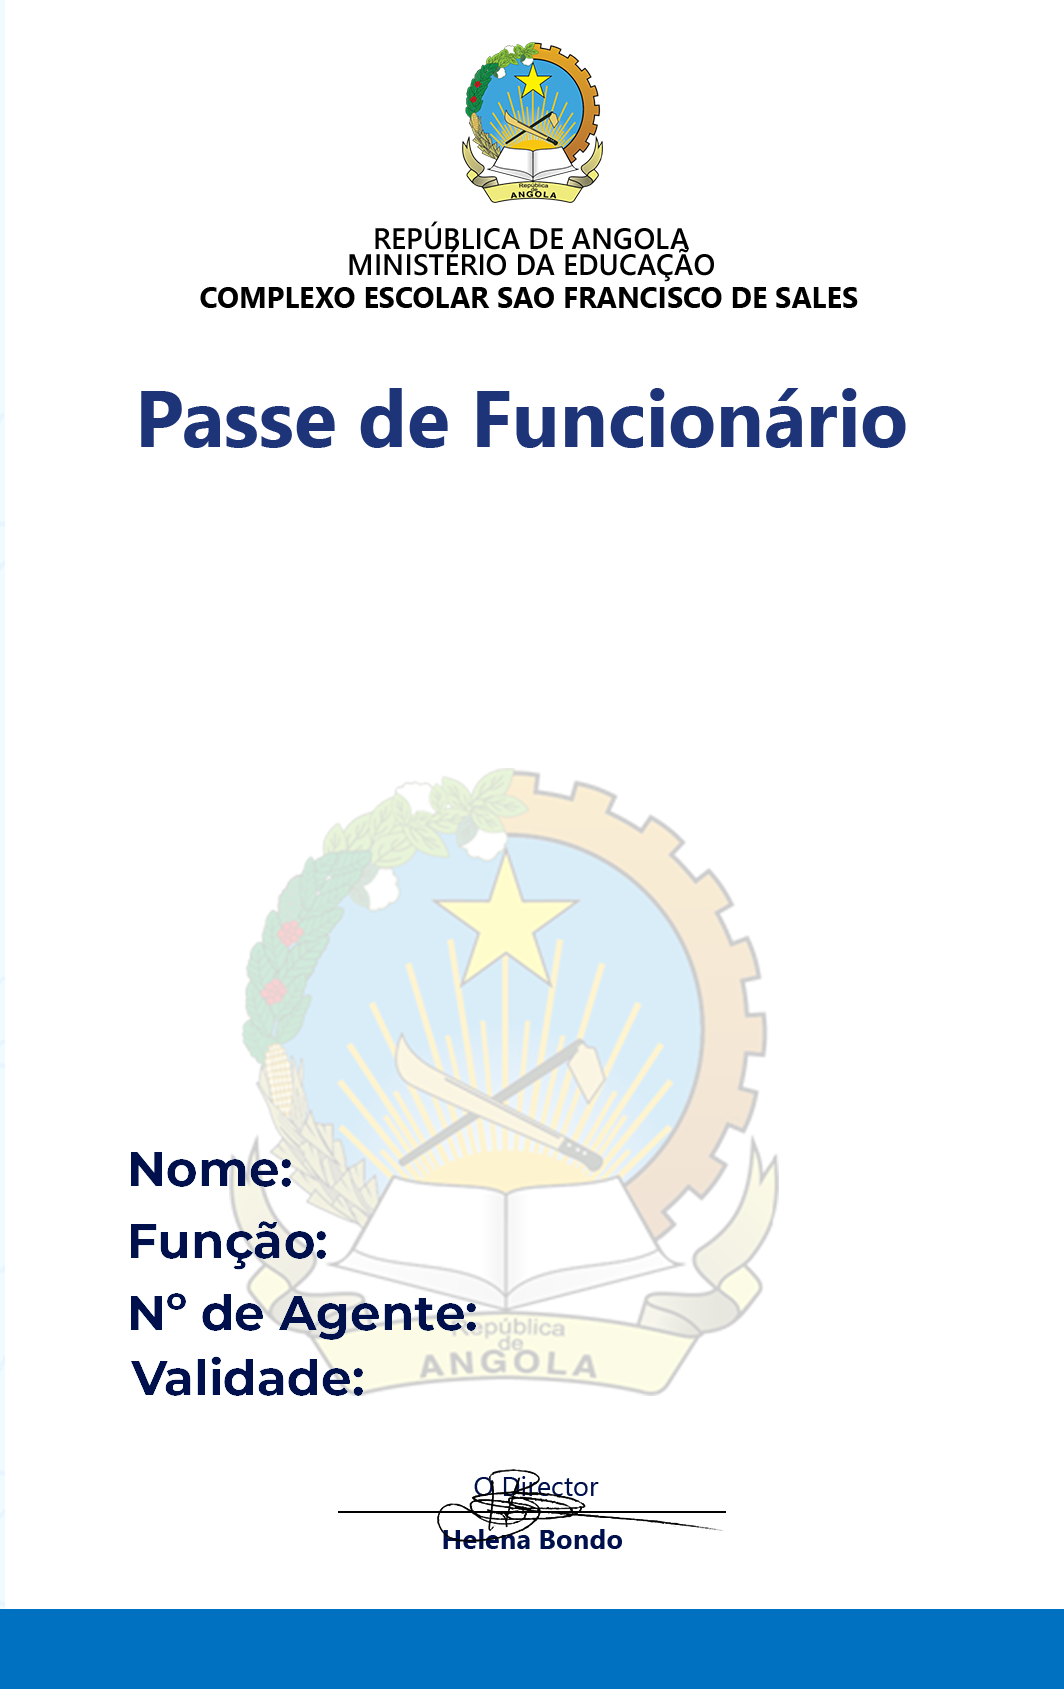 República
de
ANGOLA
REPÚBLICA DE ANGOLA
MINISTÉRIO DA EDUCAÇÃO
COMPLEXO ESCOLAR SAO FRANCISCO DE SALES
Passe de Funcionário
Nome:
Função:
Nº de Agente:
República
de
ANGOLA
Validade:
O Director
Helena Bondo